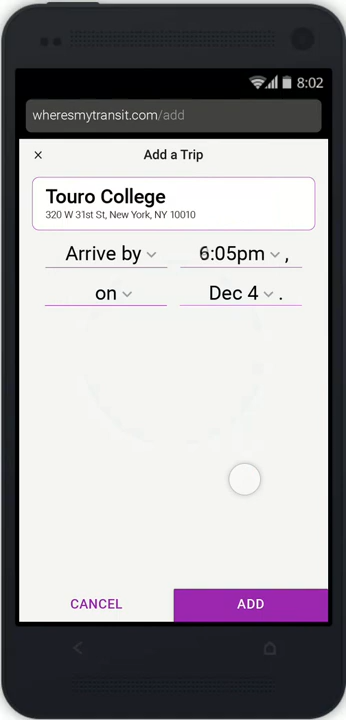 8:02
wheresmytransit.com/add
× Add a Trip
Touro College
320 W 31st St, New York, NY 10010
Arrive by 6:05pm ,
on Dec 4 .
CANCEL ADD